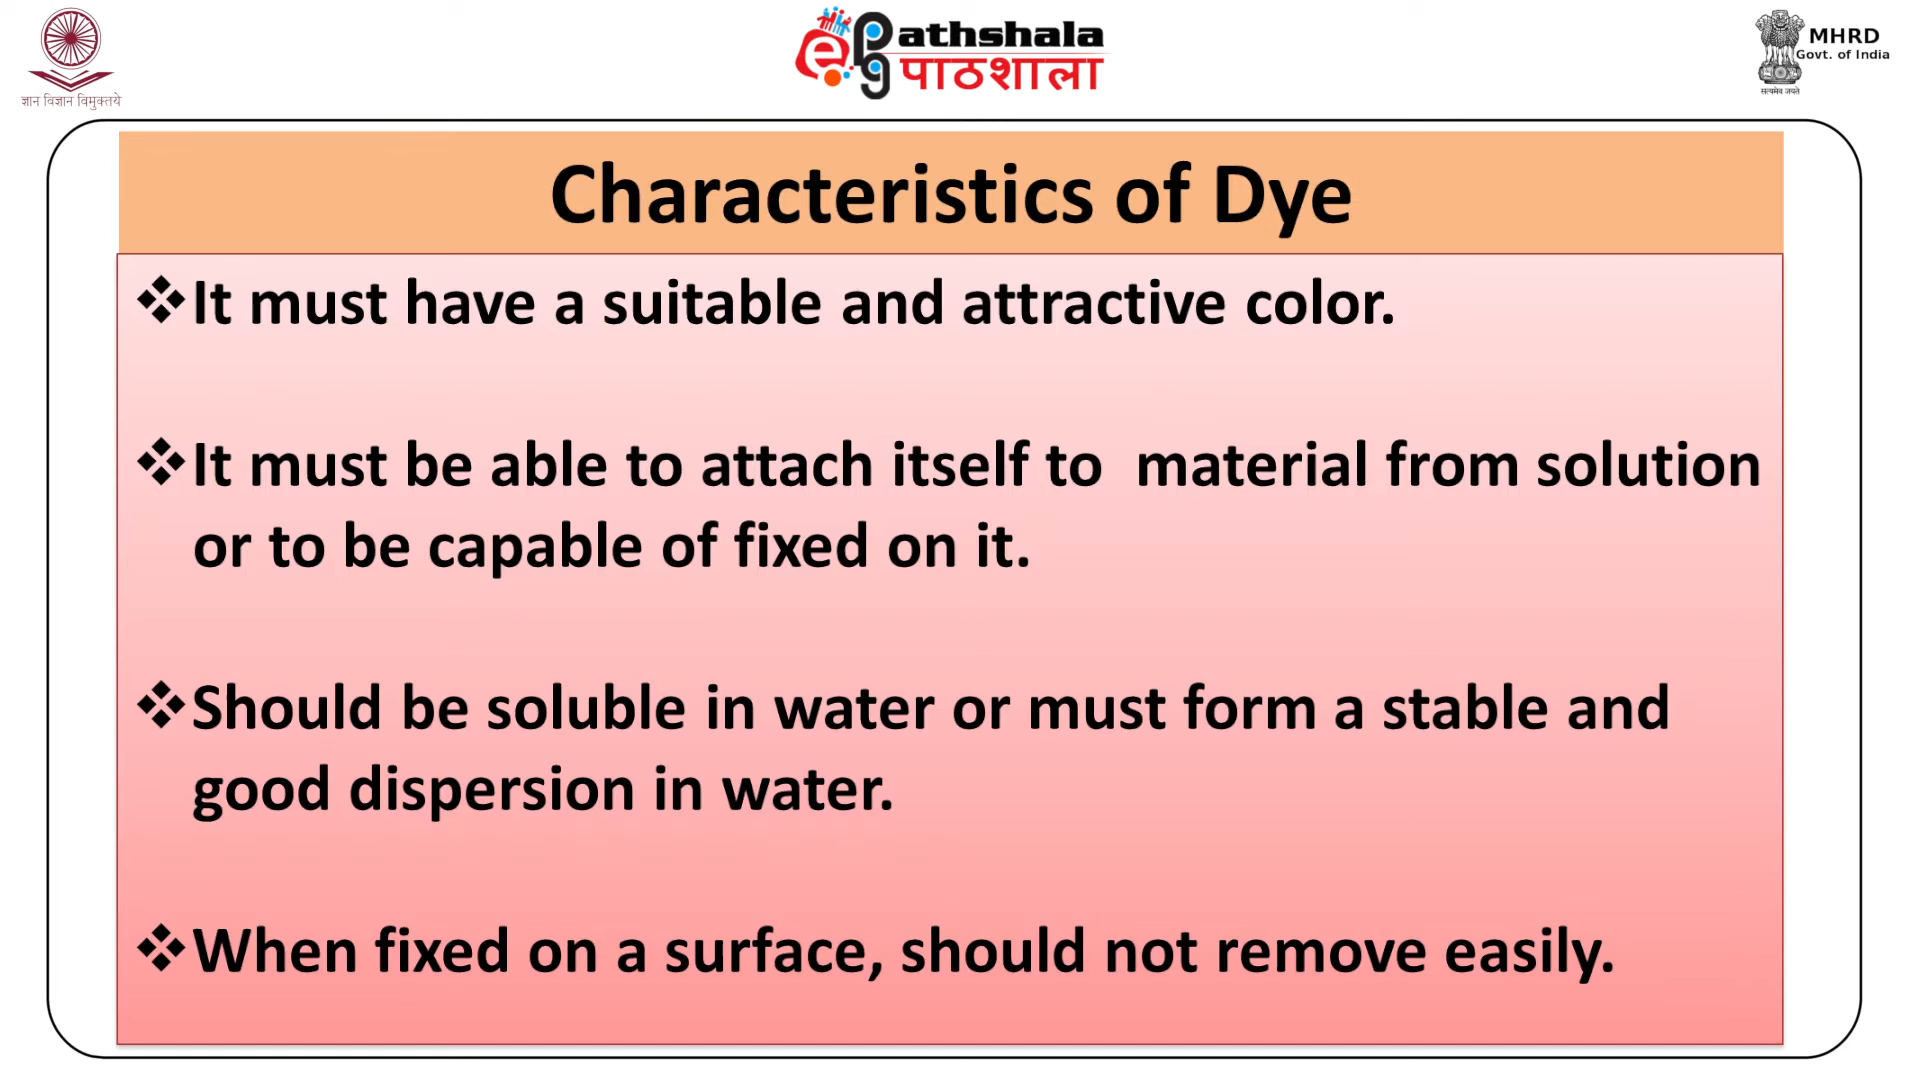 ज्ञान विज्ञान विमुक्तये
ePGpathshala
पाठशाला
MHRD
Govt. of India
सत्यमेव जयते
Characteristics of Dye
❖It must have a suitable and attractive color.
❖It must be able to attach itself to material from solution
or to be capable of fixed on it.
❖Should be soluble in water or must form a stable and
good dispersion in water.
❖When fixed on a surface, should not remove easily.